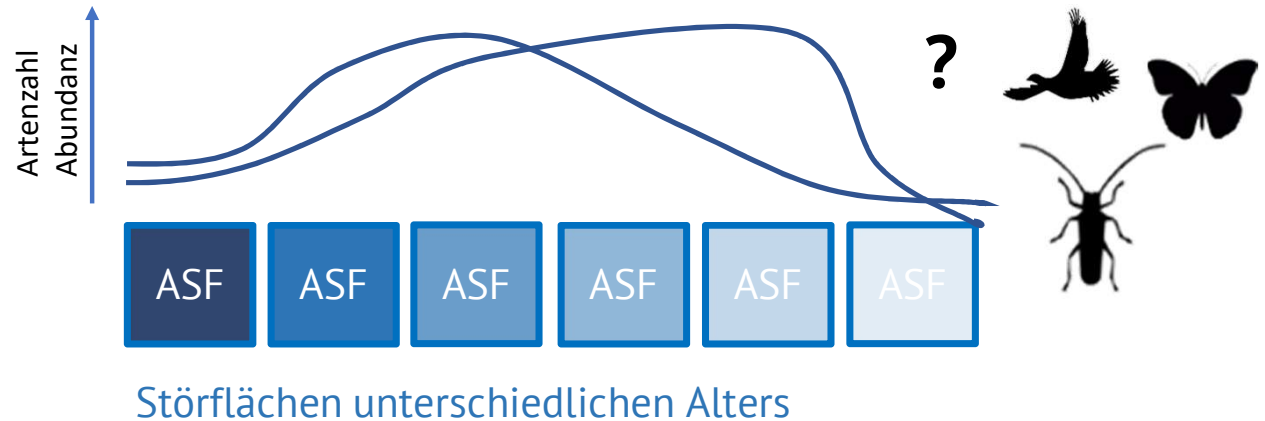 Artenzahl
Abundanz
?
ASF ASF ASF ASF ASF ASF
Störflächen unterschiedlichen Alters